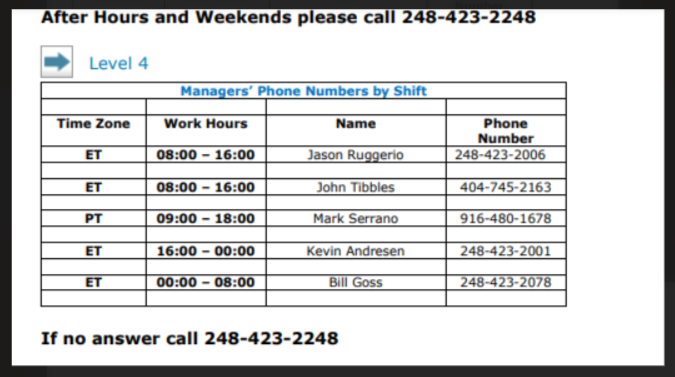 After Hours and Weekends please call 248-423-2248
Level 4
Managers’ Phone Numbers by Shift
Time Zone Work Hours Name Phone Number
ET 08:00 – 16:00 Jason Ruggerio 248-423-2006
ET 08:00 – 16:00 John Tibbles 404-745-2163
PT 09:00 – 18:00 Mark Serrano 916-480-1678
ET 16:00 – 00:00 Kevin Andresen 248-423-2001
ET 00:00 – 08:00 Bill Goss 248-423-2078
If no answer call 248-423-2248